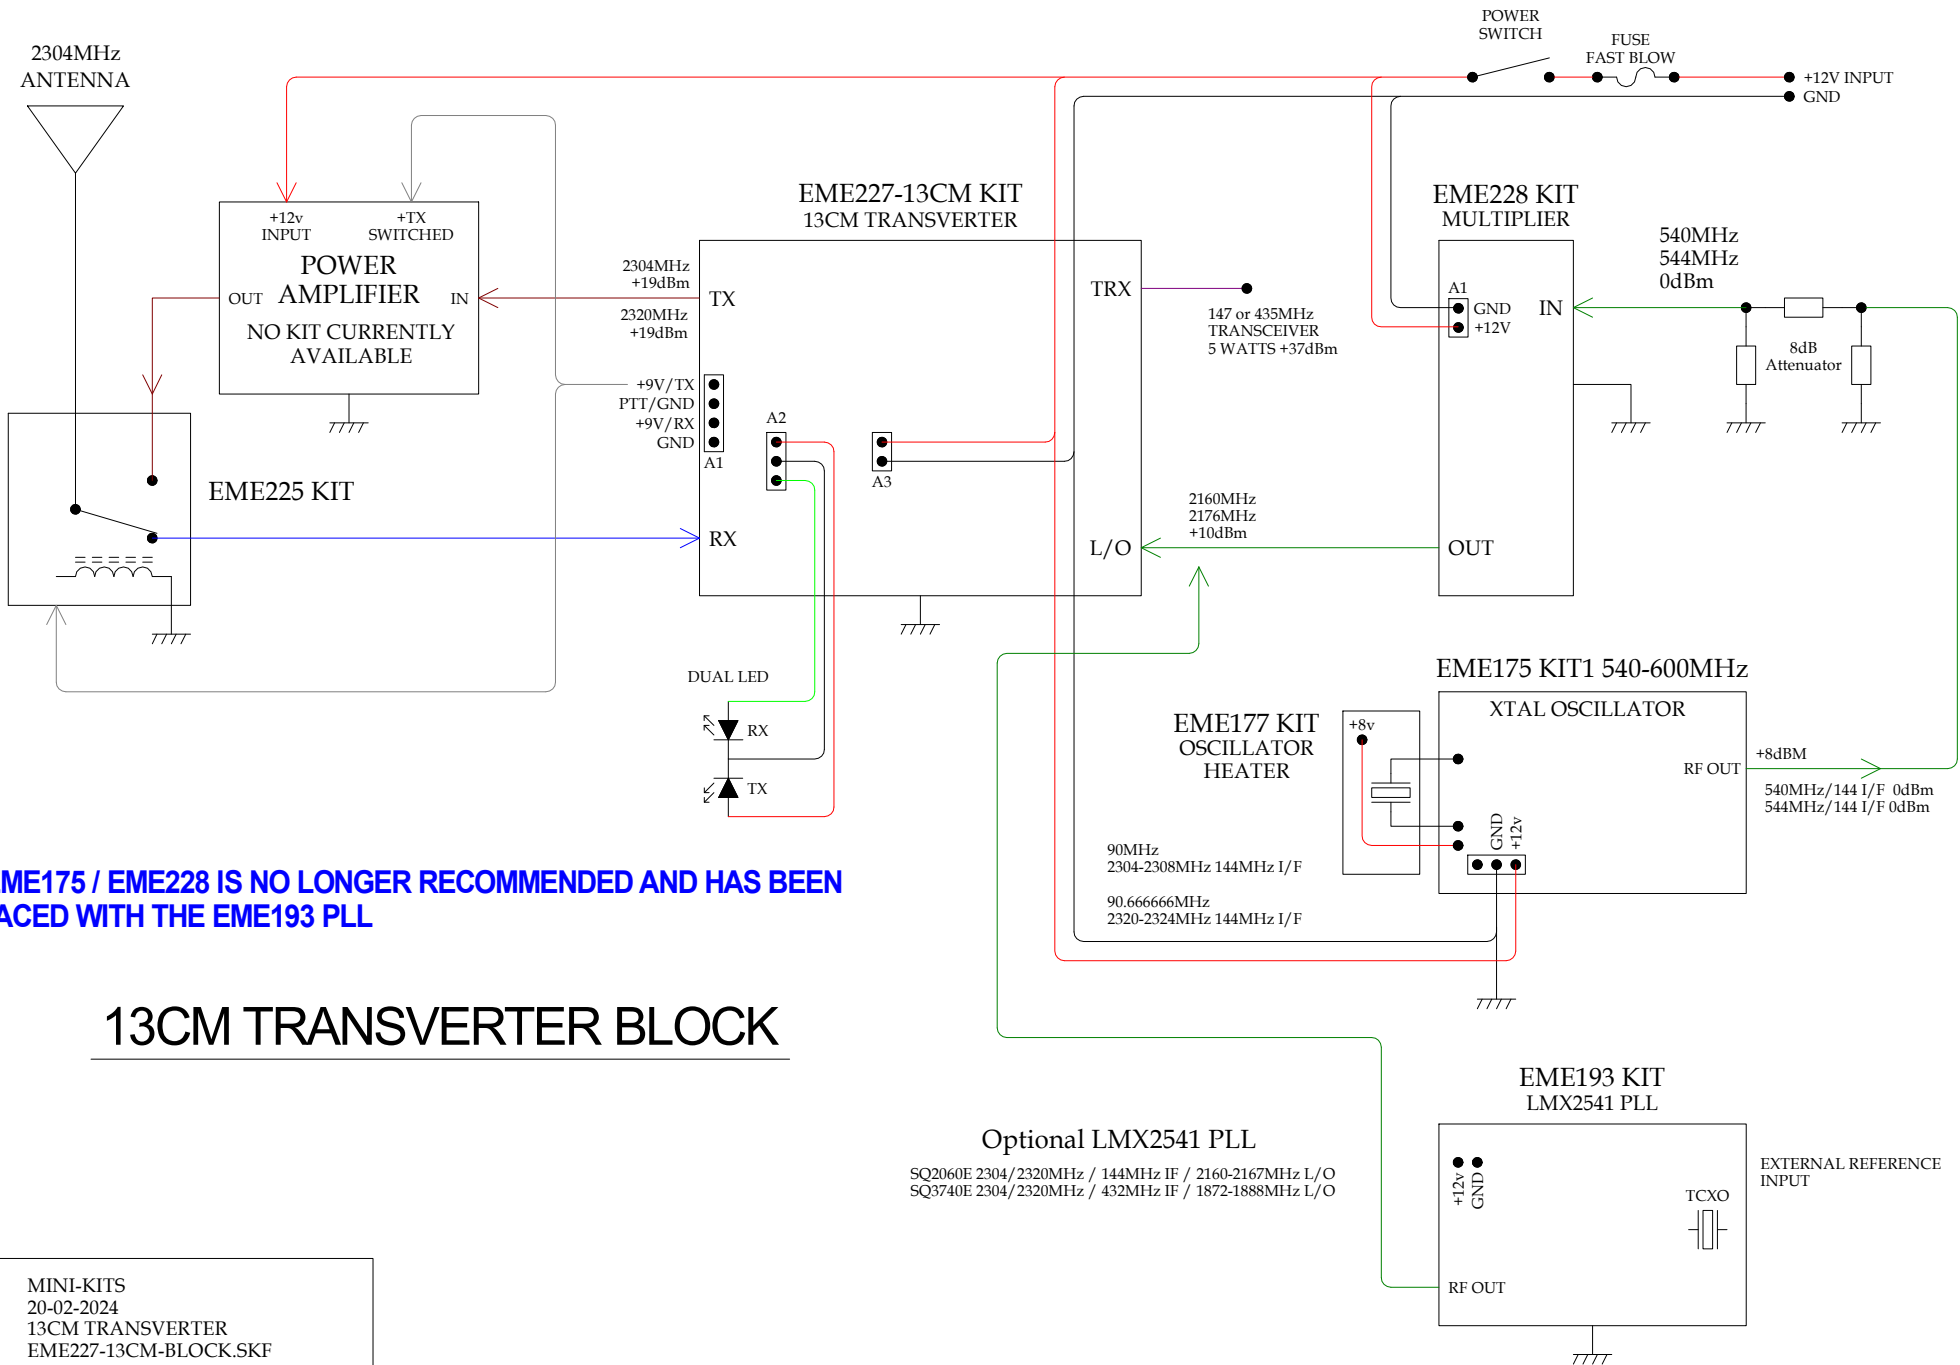 2304MHz
ANTENNA
POWER
SWITCH
FUSE
FAST BLOW
+12V INPUT
GND
+12v
INPUT
+TX
SWITCHED
POWER
AMPLIFIER
OUT
IN
NO KIT CURRENTLY
AVAILABLE
EME225 KIT
EME227-13CM KIT
13CM TRANSVERTER
2304MHz
+19dBm
2320MHz
+19dBm
TX
TRX
147 or 435MHz
TRANSCEIVER
5 WATTS +37dBm
+9V/TX
PTT/GND
+9V/RX
GND
A1
A2
A3
RX
L/O
2160MHz
2176MHz
+10dBm
EME228 KIT
MULTIPLIER
A1
GND
+12V
IN
OUT
540MHz
544MHz
0dBm
8dB
Attenuator
DUAL LED
RX
TX
EME177 KIT
OSCILLATOR
HEATER
+8v
EME175 KIT1 540-600MHz
XTAL OSCILLATOR
RF OUT
GND
+12v
+8dBM
540MHz/144 I/F  0dBm
544MHz/144 I/F 0dBm
90MHz
2304-2308MHz 144MHz I/F
90.666666MHz
2320-2324MHz 144MHz I/F
EME175 / EME228 IS NO LONGER RECOMMENDED AND HAS BEEN
ACED WITH THE EME193 PLL
13CM TRANSVERTER BLOCK
Optional LMX2541 PLL
SQ2060E 2304/2320MHz / 144MHz IF / 2160-2167MHz L/O
SQ3740E 2304/2320MHz / 432MHz IF / 1872-1888MHz L/O
EME193 KIT
LMX2541 PLL
+12v
GND
TCXO
RF OUT
EXTERNAL REFERENCE
INPUT
MINI-KITS
20-02-2024
13CM TRANSVERTER
EME227-13CM-BLOCK.SKF